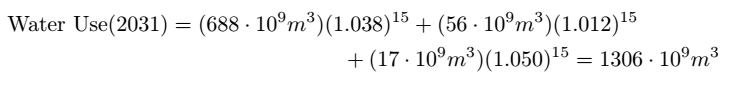 Water Use(2031) = (688 · 10⁹m³)(1.038)¹⁵ + (56 · 10⁹m³)(1.012)¹⁵
+ (17 · 10⁹m³)(1.050)¹⁵ = 1306 · 10⁹m³